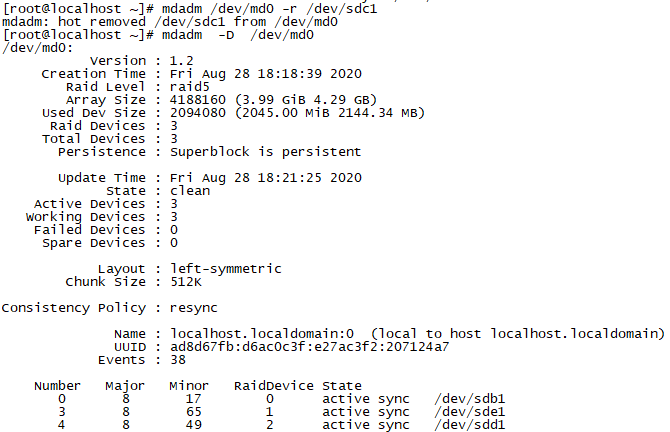 [root@localhost ~]# mdadm /dev/md0 -r /dev/sdc1
mdadm: hot removed /dev/sdc1 from /dev/md0
[root@localhost ~]# mdadm  -D  /dev/md0
/dev/md0:
Version : 1.2
Creation Time : Fri Aug 28 18:18:39 2020
Raid Level : raid5
Array Size : 4188160 (3.99 GiB 4.29 GB)
Used Dev Size : 2094080 (2045.00 MiB 2144.34 MB)
Raid Devices : 3
Total Devices : 3
Persistence : Superblock is persistent
Update Time : Fri Aug 28 18:21:25 2020
State : clean
Active Devices : 3
Working Devices : 3
Failed Devices : 0
Spare Devices : 0
Layout : left-symmetric
Chunk Size : 512K
Consistency Policy : resync
Name : localhost.localdomain:0  (local to host localhost.localdomain)
UUID : ad8d67fb:d6ac0c3f:e27ac3f2:207124a7
Events : 38
Number   Major   Minor   RaidDevice State
0       8       17        0      active sync   /dev/sdb1
3       8       65        1      active sync   /dev/sde1
4       8       49        2      active sync   /dev/sdd1